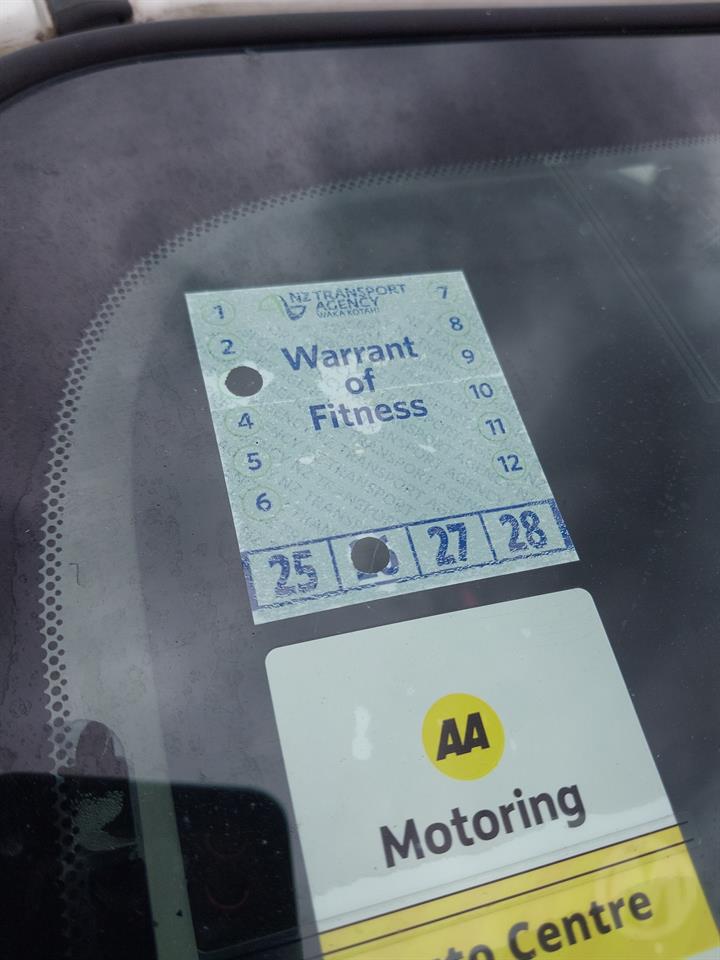 NZ TRANSPORT
AGENCY
WAKA KOTAHI
1
7
2
8
Warrant
of
Fitness
9
4
10
5
11
6
12
25
27
28
AA
Motoring
Centre